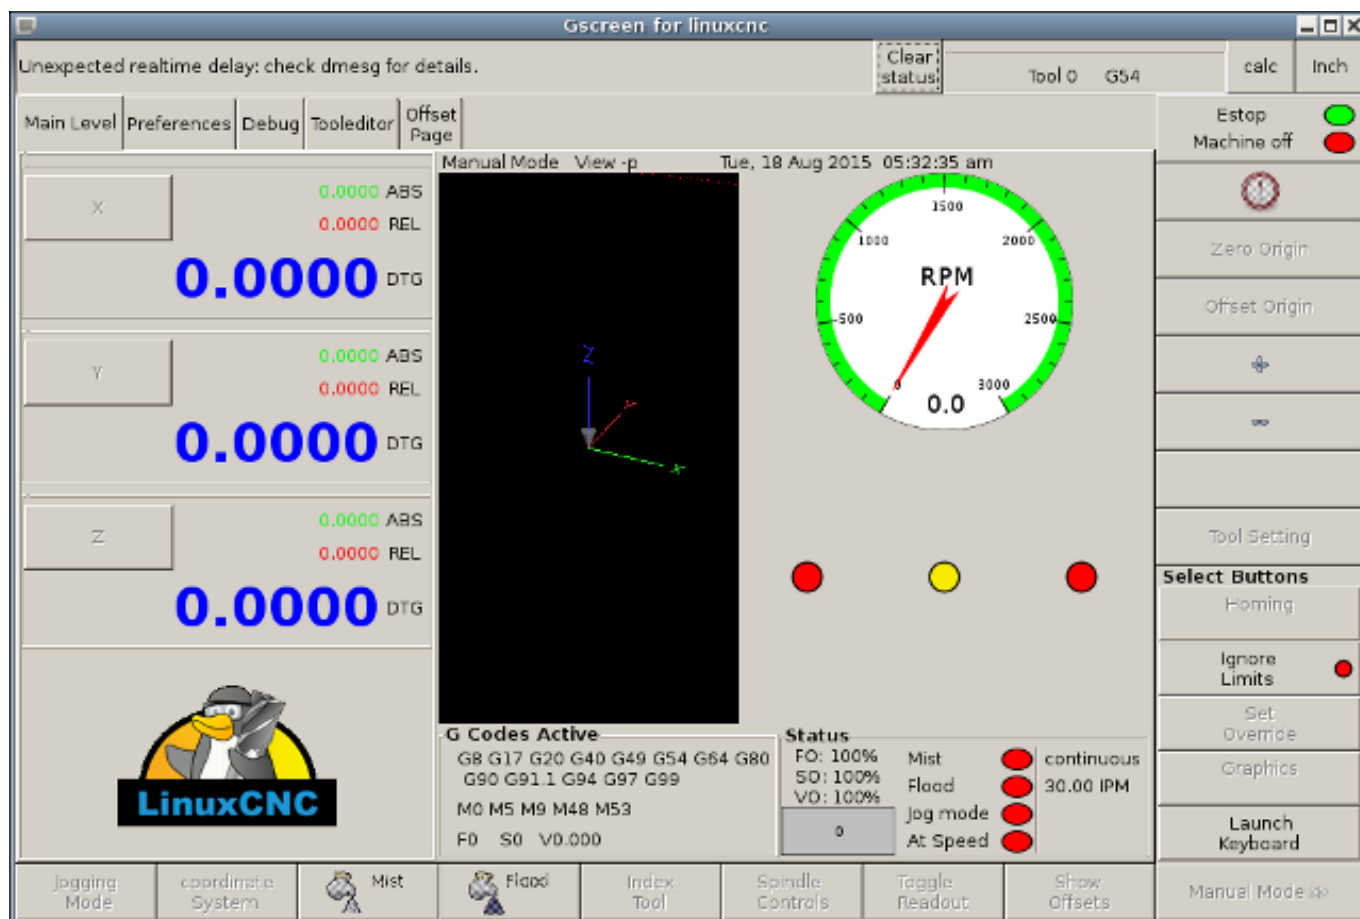 Gscreen for linuxcnc
Unexpected realtime delay: check dmesg for details.
Clear
status
Tool 0 G54
calc
Inch
Main Level
Preferences
Debug
Tooleditor
Offset
Page
Estop
Machine off
Manual Mode View -p Tue, 18 Aug 2015 05:32:35 am
X
0.0000 ABS
0.0000 REL
0.0000 DTG
Y
0.0000 ABS
0.0000 REL
0.0000 DTG
Z
0.0000 ABS
0.0000 REL
0.0000 DTG
LinuxCNC
Z
Y
X
1500
1000
2000
RPM
500
2500
0
3000
0.0
Zero Origin
Offset Origin
Tool Setting
Select Buttons
Homing
Ignore
Limits
Set
Override
Graphics
Launch
Keyboard
G Codes Active
G8 G17 G20 G40 G49 G54 G64 G80
G90 G91.1 G94 G97 G99
M0 M5 M9 M48 M53
F0 S0 V0.000
Status
FO: 100%
SO: 100%
VO: 100%
0
Mist
Flood
Jog mode
At Speed
continuous
30.00 IPM
Jogging
Mode
coordinate
System
Mist
Flood
Index
Tool
Spindle
Controls
Toggle
Readout
Show
Offsets
Manual Mode >>